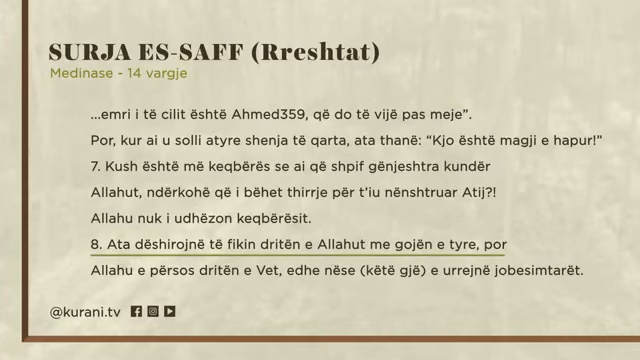 SURJA ES-SAFF (Rreshtat)
Medinase - 14 vargje
...emri i të cilit është Ahmed359, që do të vijë pas meje”.
Por, kur ai u solli atyre shenja të qarta, ata thanë: “Kjo është magji e hapur!”
7. Kush është më keqbërës se ai që shpif gënjeshtra kundër
Allahut, ndërkohë që i bëhet thirrje për t’iu nënshtruar Atij?!
Allahu nuk i udhëzon keqbërësit.
8. Ata dëshirojnë të fikin dritën e Allahut me gojën e tyre, por
Allahu e përsos dritën e Vet, edhe nëse (këtë gjë) e urrejnë jobesimtarët.
@kurani.tv